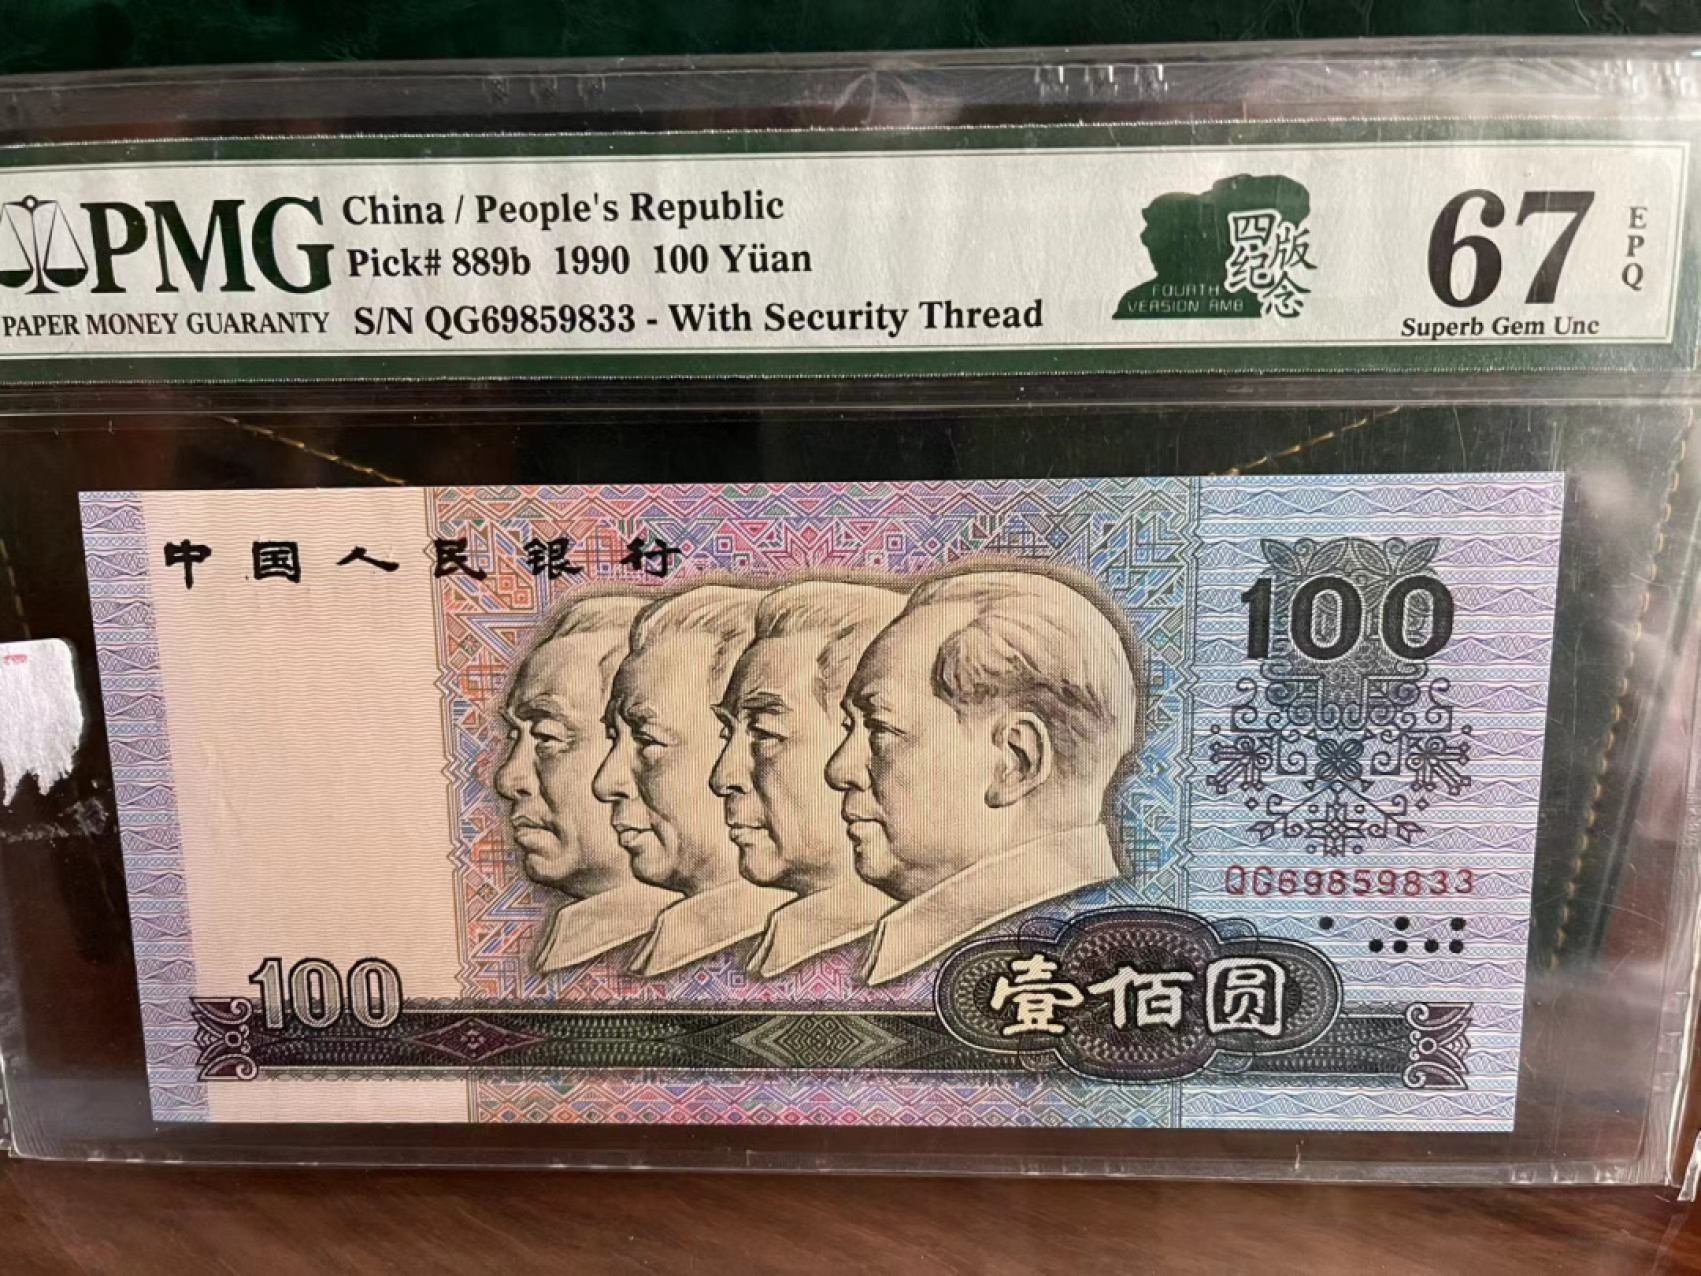 PMG
PAPER MONEY GUARANTY
China / People's Republic
Pick# 889b 1990 100 Yüan
S/N QG69859833 - With Security Thread
四版纪念
FOURTH
VERSION RMB
67
EPQ
Superb Gem Unc
中国人民银行
100
QG69859833
100
壹佰圆